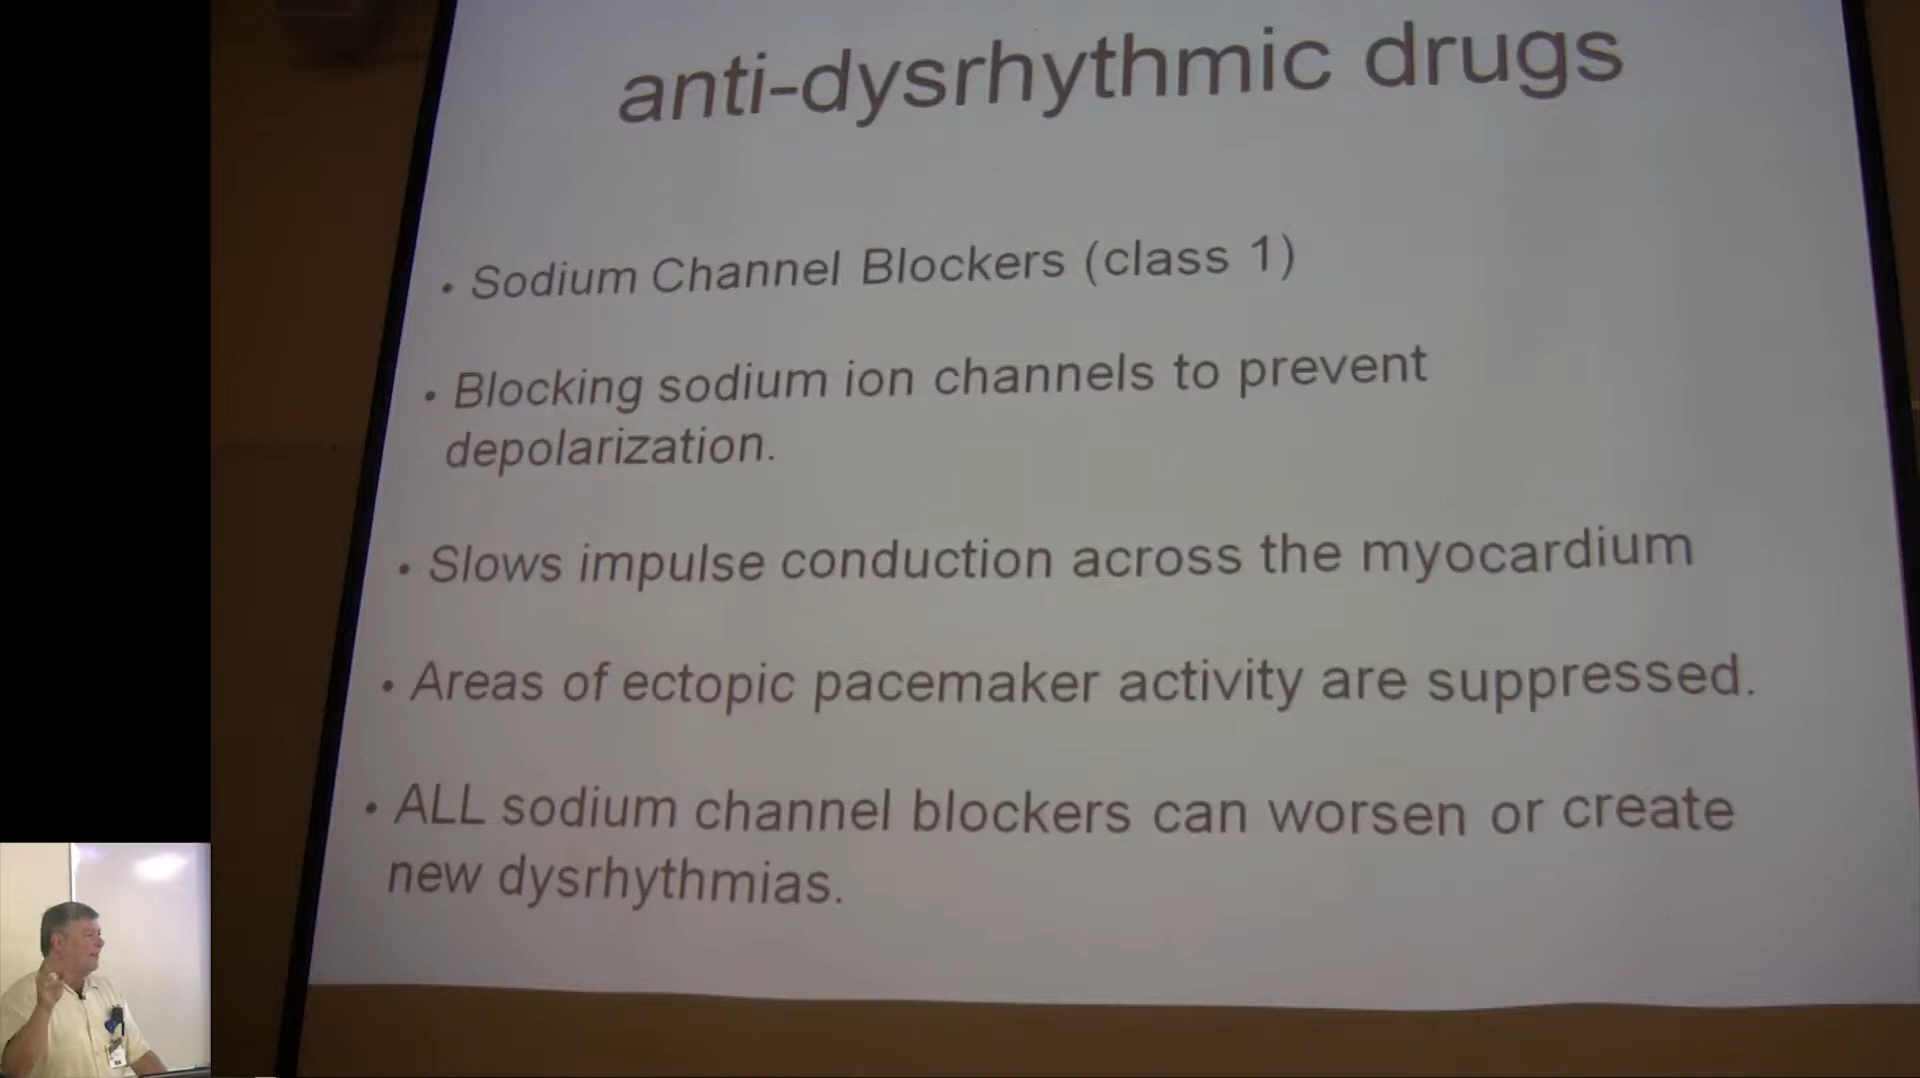 anti-dysrhythmic drugs
• Sodium Channel Blockers (class 1)
• Blocking sodium ion channels to prevent
depolarization.
• Slows impulse conduction across the myocardium
• Areas of ectopic pacemaker activity are suppressed.
• ALL sodium channel blockers can worsen or create
new dysrhythmias.